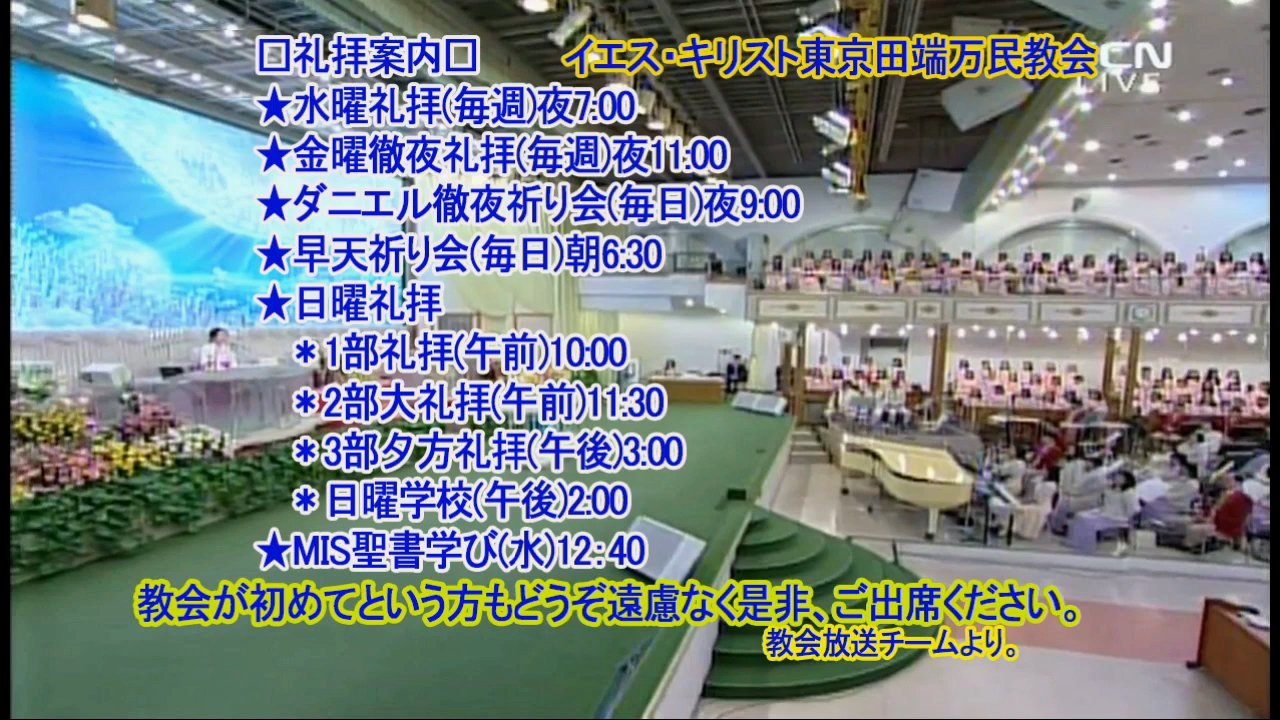 □礼拝案内□ イエス・キリスト東京田端万民教会
CN
LIVE
★水曜礼拝(毎週)夜7:00
★金曜徹夜礼拝(毎週)夜11:00
★ダニエル徹夜祈り会(毎日)夜9:00
★早天祈り会(毎日)朝6:30
★日曜礼拝
＊1部礼拝(午前)10:00
＊2部大礼拝(午前)11:30
＊3部夕方礼拝(午後)3:00
＊日曜学校(午後)2:00
★MIS聖書学び(水)12:40
教会が初めてという方もどうぞ遠慮なく是非、ご出席ください。
教会放送チームより。